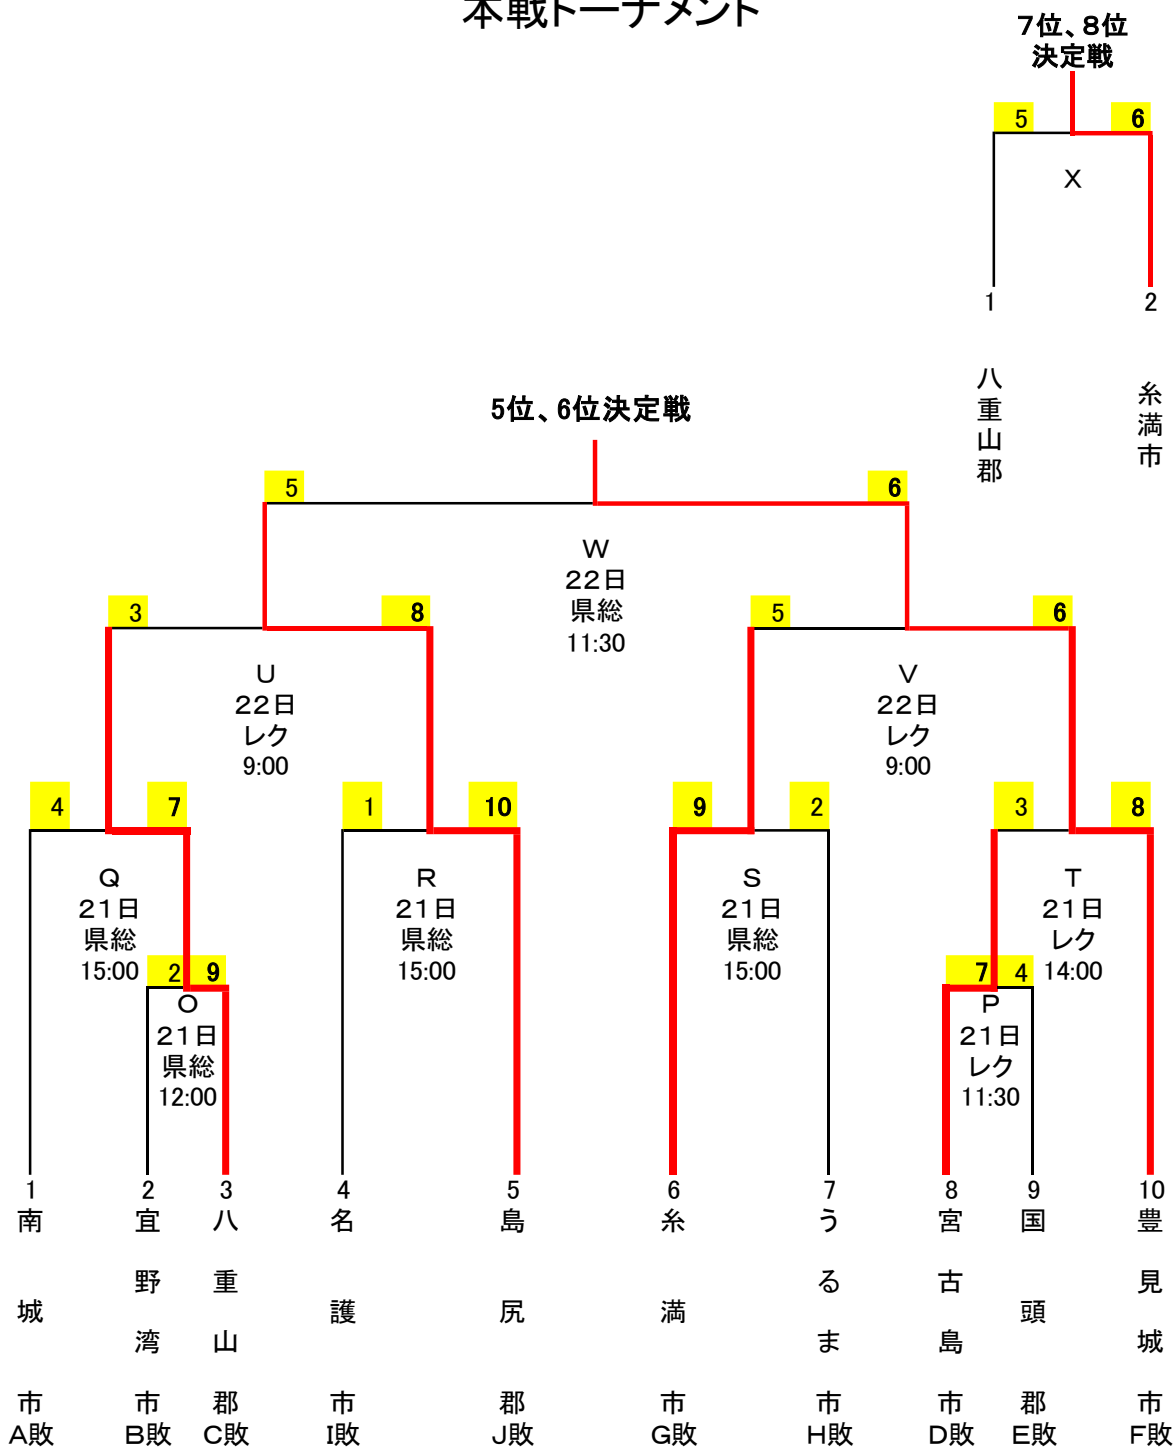 本戦トーナメント
7位、8位
決定戦
5
6
X
1
2
八重山郡
糸満市
5位、6位決定戦
5
6
W
22日
県総
11:30
3
8
5
6
U
22日
レク
9:00
V
22日
レク
9:00
4
7
1
10
9
2
3
8
Q
21日
県総
15:00
R
21日
県総
15:00
S
21日
県総
15:00
T
21日
レク
14:00
2
9
O
21日
県総
12:00
7
4
P
21日
レク
11:30
1
2
3
4
5
6
7
8
9
10
南城市
宜野湾市
八重山郡
名護市
島尻郡
糸満市
うるま市
宮古島市
国頭郡
豊見城市
A敗
B敗
C敗
I敗
J敗
G敗
H敗
D敗
E敗
F敗